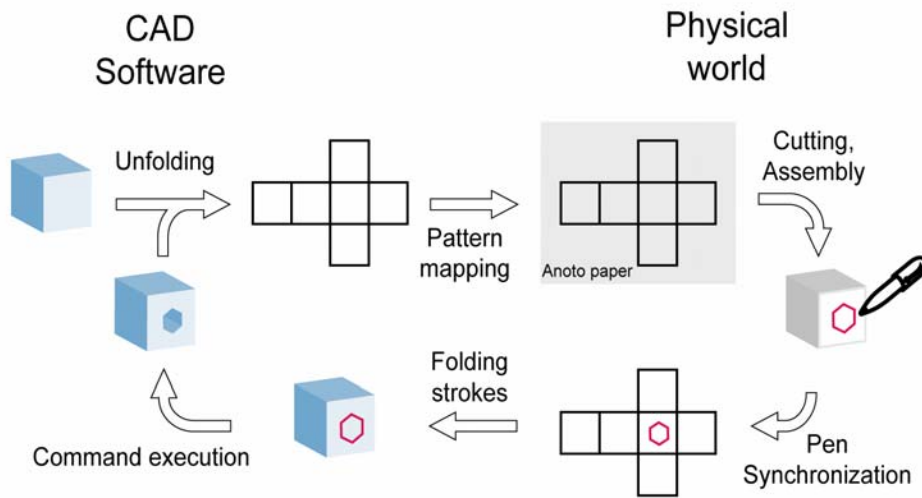 CAD
Software
Physical
world
Unfolding
Pattern
mapping
Anoto paper
Cutting,
Assembly
Pen
Synchronization
Folding
strokes
Command execution